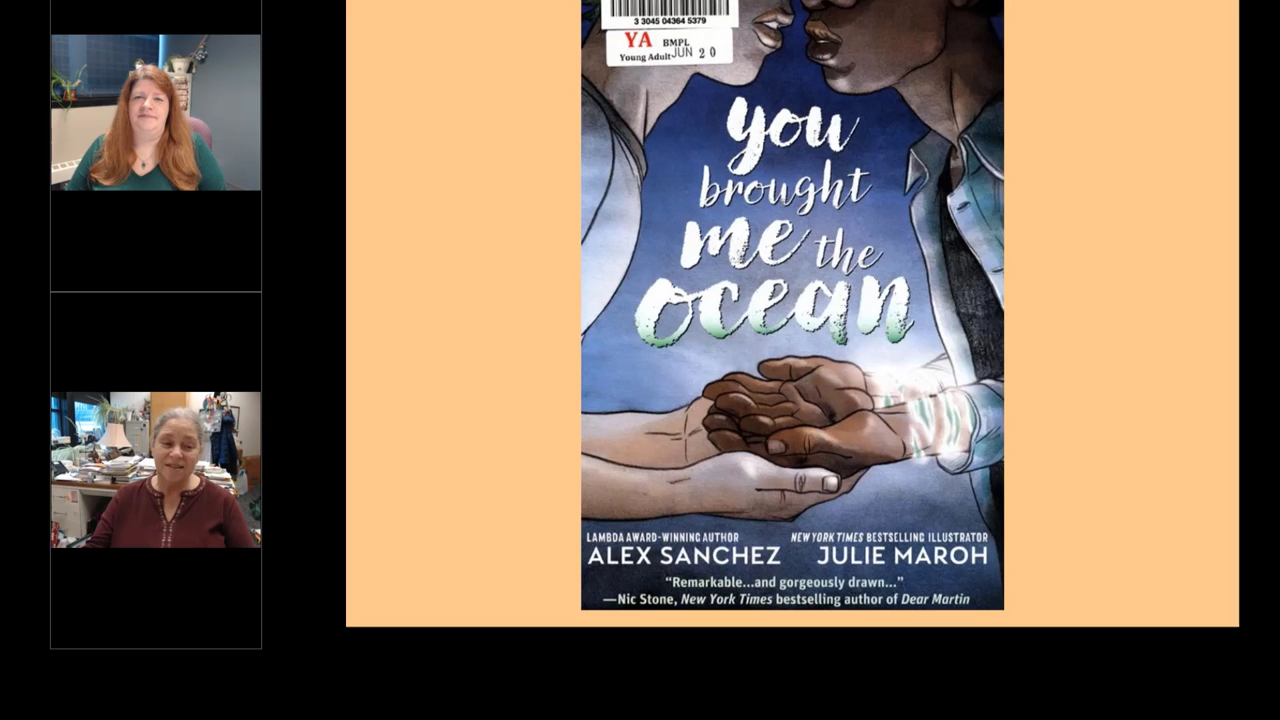 3 3045 04364 5379
YA BMPL
Young Adult JUN 20
you
brought
me the
ocean
LAMBDA AWARD-WINNING AUTHOR
ALEX SANCHEZ
NEW YORK TIMES BESTSELLING ILLUSTRATOR
JULIE MAROH
“Remarkable...and gorgeously drawn...”
—Nic Stone, New York Times bestselling author of Dear Martin